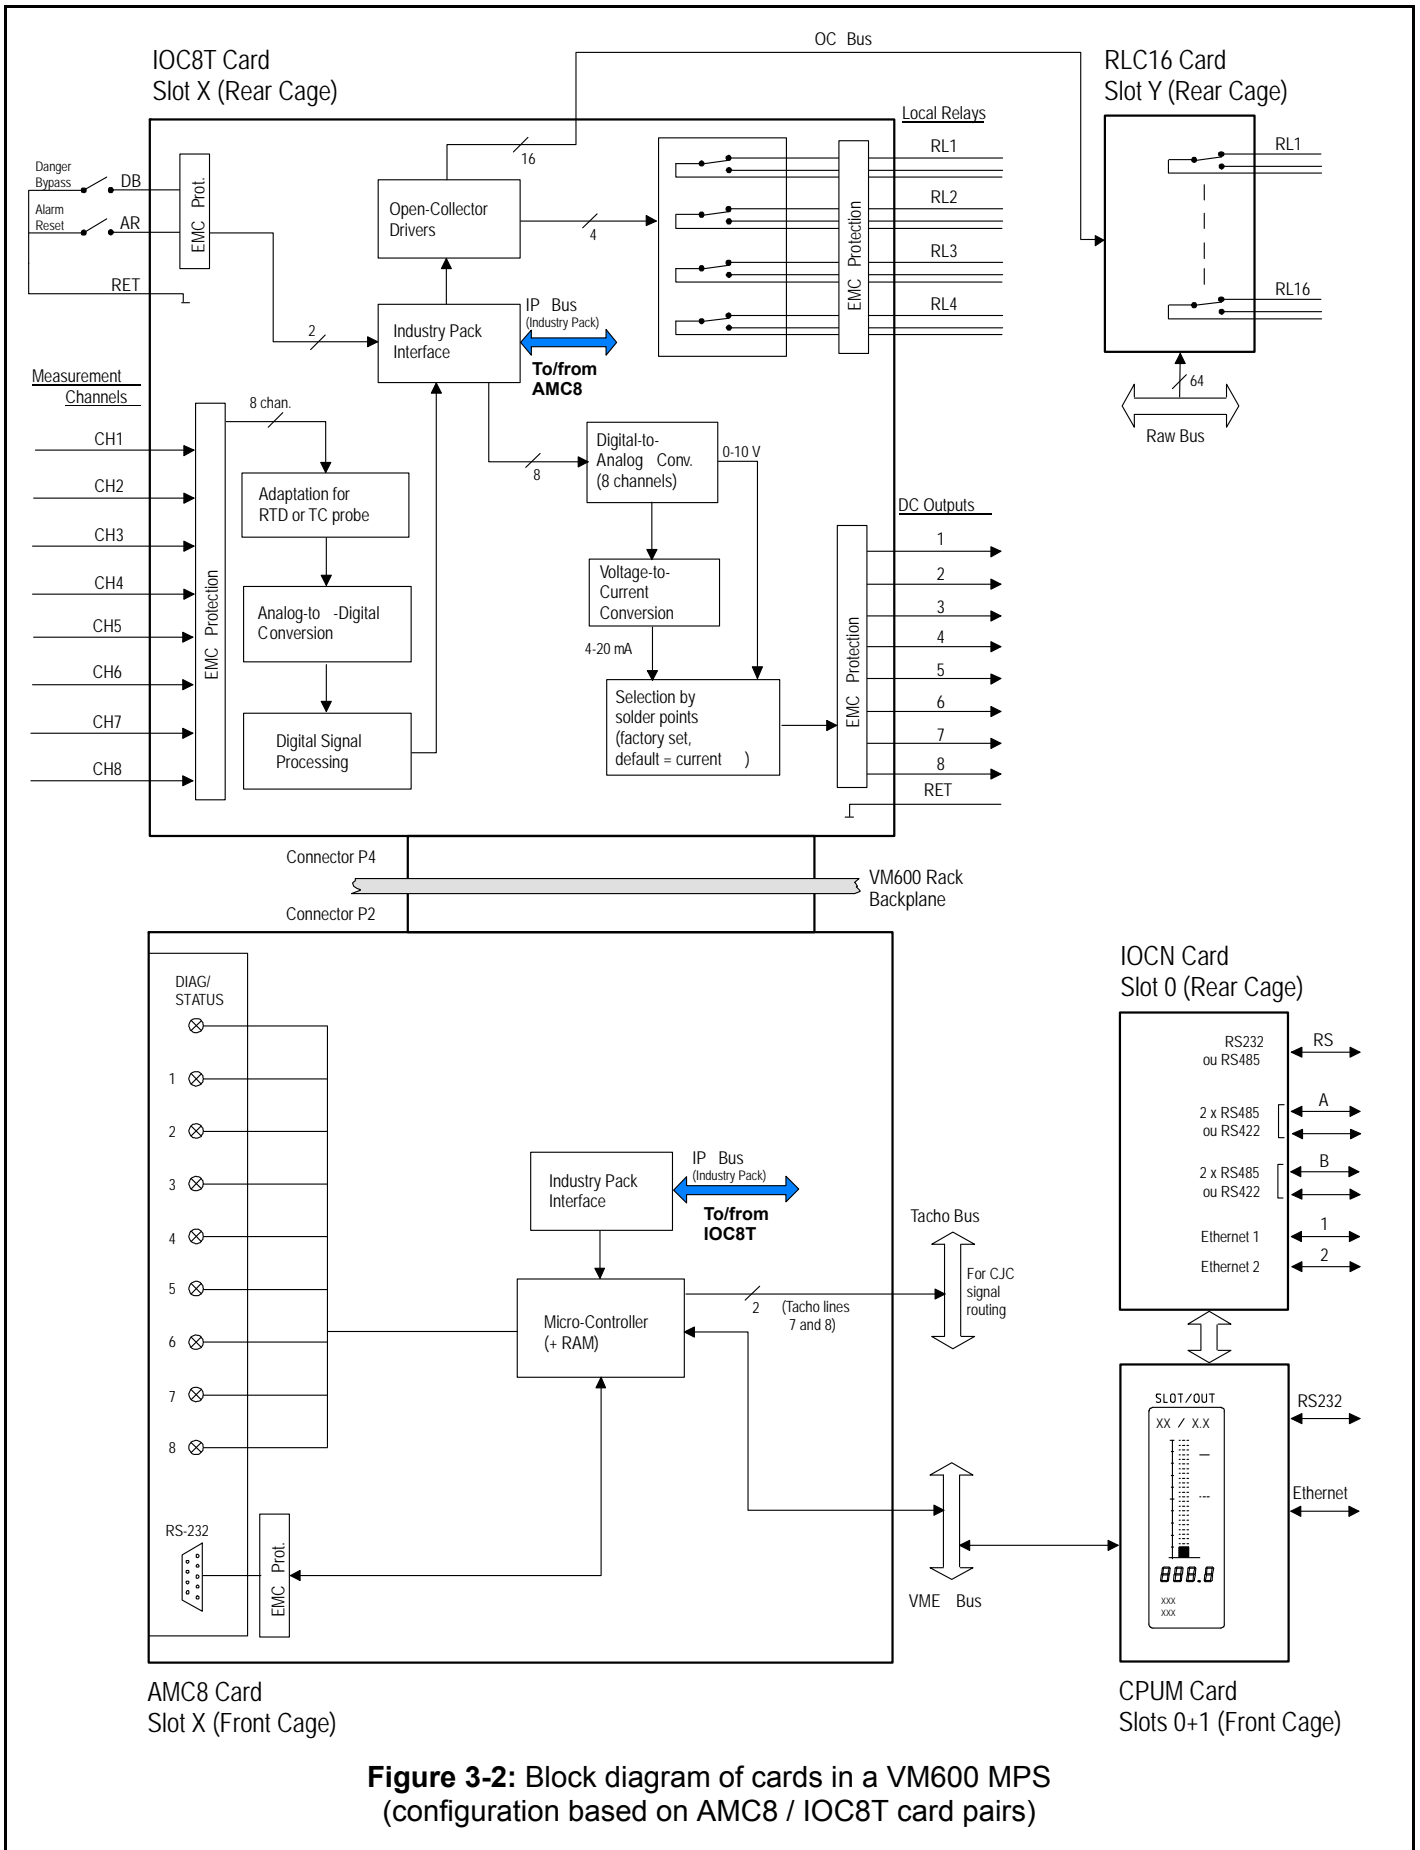 OC Bus
IOC8T Card
Slot X (Rear Cage)
RLC16 Card
Slot Y (Rear Cage)
Local Relays
Danger
Bypass
DB
Alarm
Reset
AR
RET
EMC Prot.
16
Open-Collector
Drivers
4
RL1
RL2
RL3
RL4
EMC Protection
RL1
RL16
64
Raw Bus
2
Industry Pack
Interface
IP Bus
(Industry Pack)
To/from
AMC8
Measurement
Channels
CH1
CH2
CH3
CH4
CH5
CH6
CH7
CH8
EMC Protection
8 chan.
Adaptation for
RTD or TC probe
Analog-to -Digital
Conversion
Digital Signal
Processing
8
Digital-to-
Analog Conv.
(8 channels)
0-10 V
Voltage-to-
Current
Conversion
4-20 mA
Selection by
solder points
(factory set,
default = current )
EMC Protection
DC Outputs
1
2
3
4
5
6
7
8
RET
Connector P4
VM600 Rack
Backplane
Connector P2
DIAG/
STATUS
1
2
3
4
5
6
7
8
RS-232
EMC Prot.
Industry Pack
Interface
IP Bus
(Industry Pack)
To/from
IOC8T
Micro-Controller
(+ RAM)
2
(Tacho lines
7 and 8)
Tacho Bus
For CJC
signal
routing
VME Bus
IOCN Card
Slot 0 (Rear Cage)
RS232
ou RS485
RS
2 x RS485
ou RS422
A
2 x RS485
ou RS422
B
Ethernet 1
1
Ethernet 2
2
SLOT/OUT
XX / X.X
888.8
xxx
xxx
RS232
Ethernet
AMC8 Card
Slot X (Front Cage)
CPUM Card
Slots 0+1 (Front Cage)
Figure 3-2: Block diagram of cards in a VM600 MPS
(configuration based on AMC8 / IOC8T card pairs)